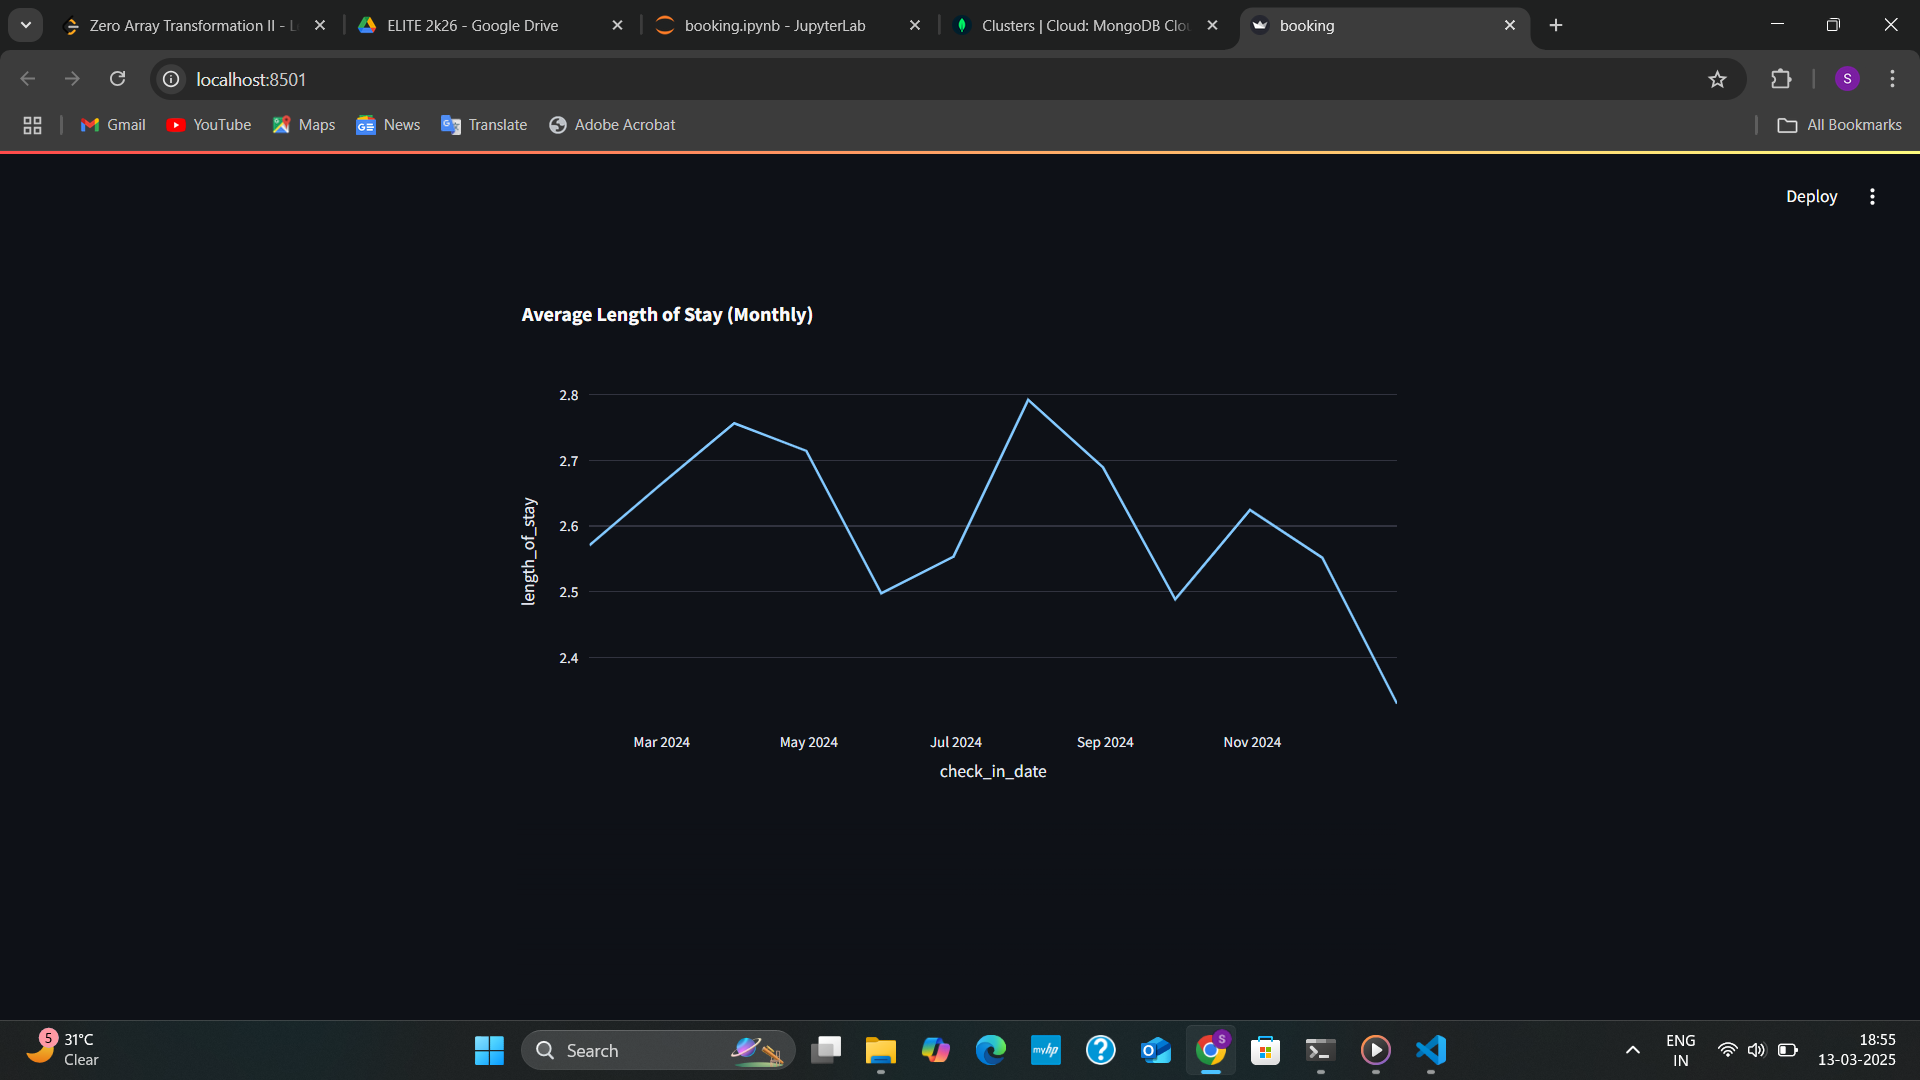 Zero Array Transformation II - L
ELITE 2k26 - Google Drive
booking.ipynb - JupyterLab
Clusters | Cloud: MongoDB Clou
booking
localhost:8501
S
Gmail
YouTube
Maps
News
Translate
Adobe Acrobat
All Bookmarks
Deploy
Average Length of Stay (Monthly)
2.8
2.7
2.6
2.5
2.4
length_of_stay
Mar 2024
May 2024
Jul 2024
Sep 2024
Nov 2024
check_in_date
5
31°C
Clear
Search
myhp
S
ENG
IN
18:55
13-03-2025